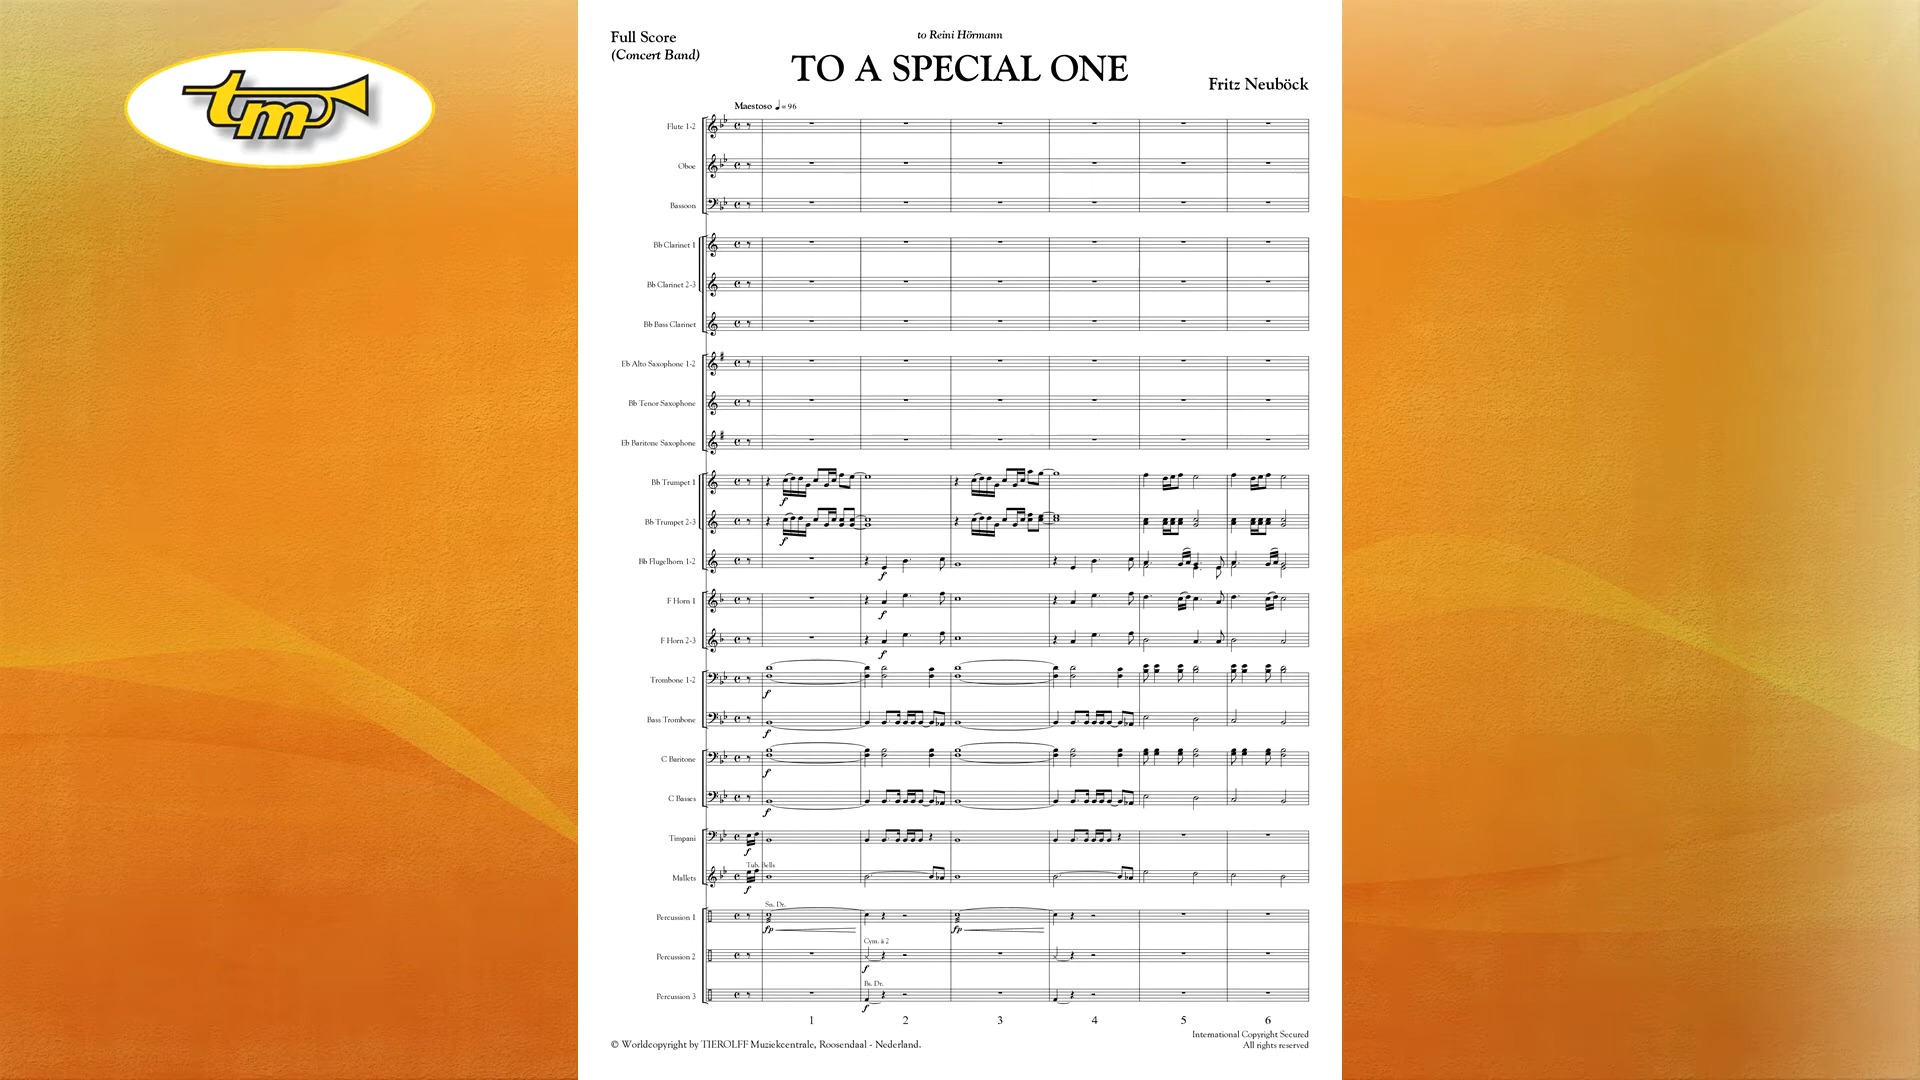 tm
Full Score
(Concert Band)
to Reini Hörmann
TO A SPECIAL ONE
Fritz Neuböck
Maestoso ♩ = 96
Flute 1-2
Oboe
Bassoon
Bb Clarinet 1
Bb Clarinet 2-3
Bb Bass Clarinet
Eb Alto Saxophone 1-2
Bb Tenor Saxophone
Eb Baritone Saxophone
Bb Trumpet 1
f
Bb Trumpet 2-3
f
Bb Flugelhorn 1-2
f
F Horn 1
f
F Horn 2-3
f
Trombone 1-2
f
Bass Trombone
f
C Baritone
f
C Basses
f
Timpani
f
Tub. Bells
Mallets
f
Sn. Dr.
Percussion 1
fp fp
Cym. à 2
Percussion 2
f
Bs. Dr.
Percussion 3
f
1 2 3 4 5 6
International Copyright Secured
© Worldcopyright by TIEROLFF Muziekcentrale, Roosendaal - Nederland.
All rights reserved